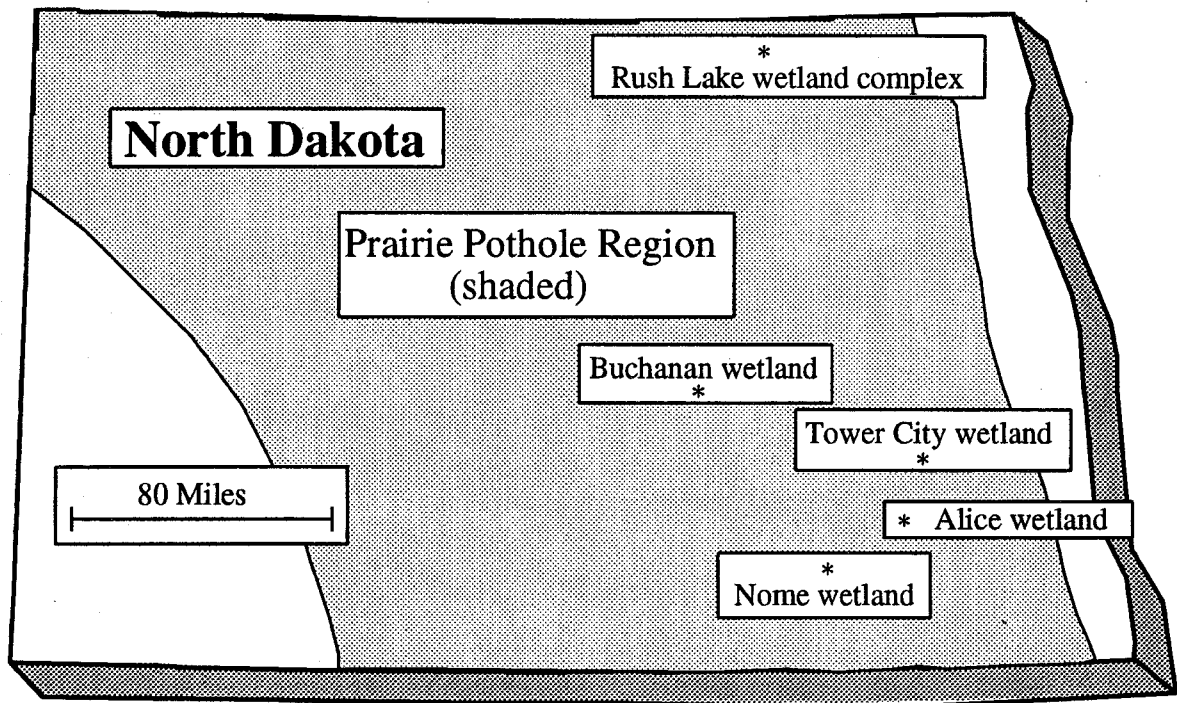 *
Rush Lake wetland complex
North Dakota
Prairie Pothole Region
(shaded)
Buchanan wetland
*
Tower City wetland
*
80 Miles
* Alice wetland
*
Nome wetland